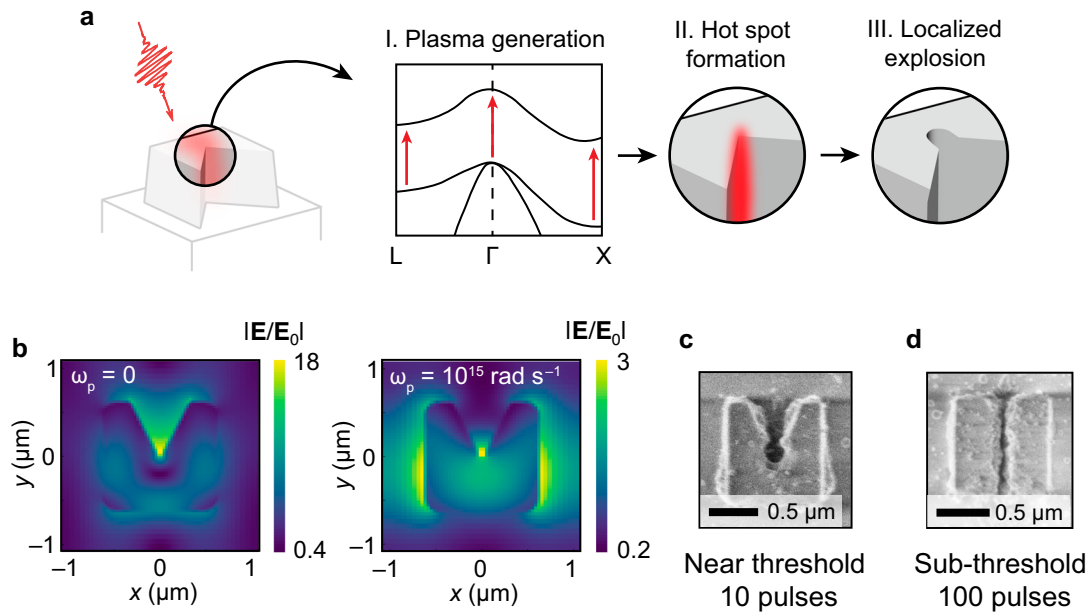 a
I. Plasma generation
II. Hot spot
formation
III. Localized
explosion
L
Γ
X
b
|E/E₀|
18
0.4
ωₚ = 0
y (μm)
1
0
−1
−1
0
1
x (μm)
|E/E₀|
3
0.2
ωₚ = 10¹⁵ rad s⁻¹
y (μm)
1
0
−1
−1
0
1
x (μm)
c
0.5 μm
Near threshold
10 pulses
d
0.5 μm
Sub-threshold
100 pulses